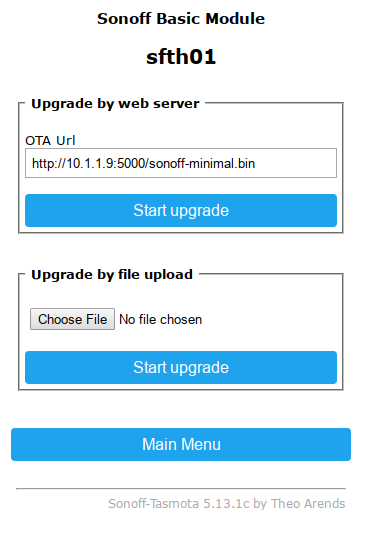 Sonoff Basic Module
sfth01
Upgrade by web server
OTA Url
http://10.1.1.9:5000/sonoff-minimal.bin
Start upgrade
Upgrade by file upload
Choose File No file chosen
Start upgrade
Main Menu
Sonoff-Tasmota 5.13.1c by Theo Arends